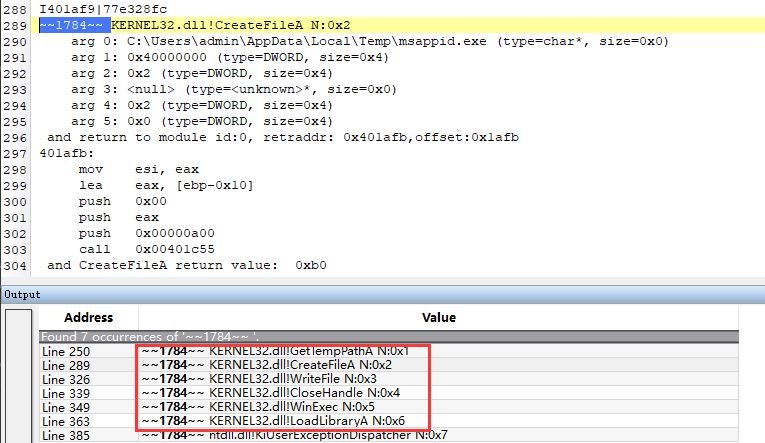 288 I401af9|77e328fc
289 ~~1784~~ KERNEL32.dll!CreateFileA N:0x2
290 arg 0: C:\Users\admin\AppData\Local\Temp\msappid.exe (type=char*, size=0x0)
291 arg 1: 0x40000000 (type=DWORD, size=0x4)
292 arg 2: 0x2 (type=DWORD, size=0x4)
293 arg 3: <null> (type=<unknown>*, size=0x0)
294 arg 4: 0x2 (type=DWORD, size=0x4)
295 arg 5: 0x0 (type=DWORD, size=0x4)
296 and return to module id:0, retraddr: 0x401afb,offset:0x1afb
297 401afb:
298 mov esi, eax
299 lea eax, [ebp-0x10]
300 push 0x00
301 push eax
302 push 0x00000a00
303 call 0x00401c55
304 and CreateFileA return value: 0xb0
Output
Address Value
Found 7 occurrences of '~~1784~~ '.
Line 250 ~~1784~~ KERNEL32.dll!GetTempPathA N:0x1
Line 289 ~~1784~~ KERNEL32.dll!CreateFileA N:0x2
Line 326 ~~1784~~ KERNEL32.dll!WriteFile N:0x3
Line 339 ~~1784~~ KERNEL32.dll!CloseHandle N:0x4
Line 349 ~~1784~~ KERNEL32.dll!WinExec N:0x5
Line 363 ~~1784~~ KERNEL32.dll!LoadLibraryA N:0x6
Line 385 ~~1784~~ ntdll.dll!KiUserExceptionDispatcher N:0x7